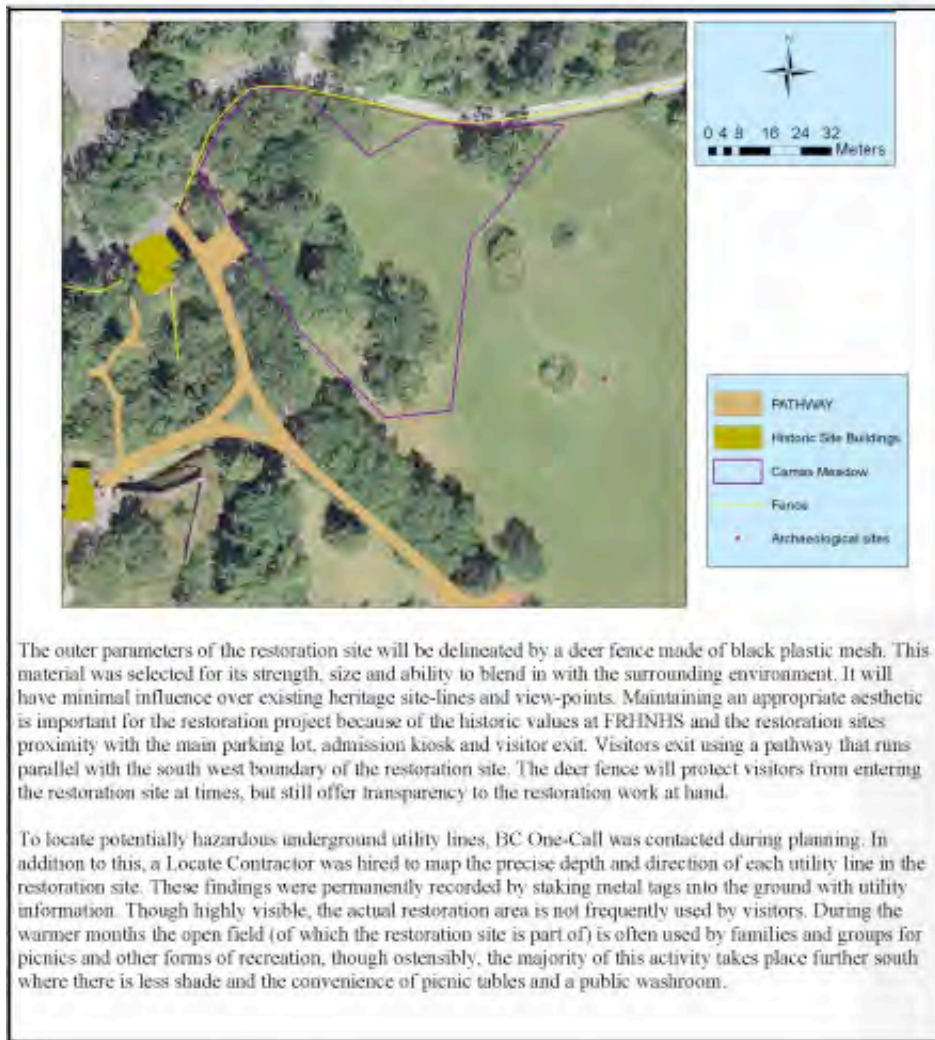 N
0 4 8 16 24 32
Meters
PATHWAY
Historic Site Buildings
Camas Meadow
Fence
Archaeological sites
The outer parameters of the restoration site will be delineated by a deer fence made of black plastic mesh. This
material was selected for its strength, size and ability to blend in with the surrounding environment. It will
have minimal influence over existing heritage site-lines and view-points. Maintaining an appropriate aesthetic
is important for the restoration project because of the historic values at FRHNHS and the restoration sites
proximity with the main parking lot, admission kiosk and visitor exit. Visitors exit using a pathway that runs
parallel with the south west boundary of the restoration site. The deer fence will protect visitors from entering
the restoration site at times, but still offer transparency to the restoration work at hand.
To locate potentially hazardous underground utility lines, BC One-Call was contacted during planning. In
addition to this, a Locate Contractor was hired to map the precise depth and direction of each utility line in the
restoration site. These findings were permanently recorded by staking metal tags into the ground with utility
information. Though highly visible, the actual restoration area is not frequently used by visitors. During the
warmer months the open field (of which the restoration site is part of) is often used by families and groups for
picnics and other forms of recreation, though ostensibly, the majority of this activity takes place further south
where there is less shade and the convenience of picnic tables and a public washroom.